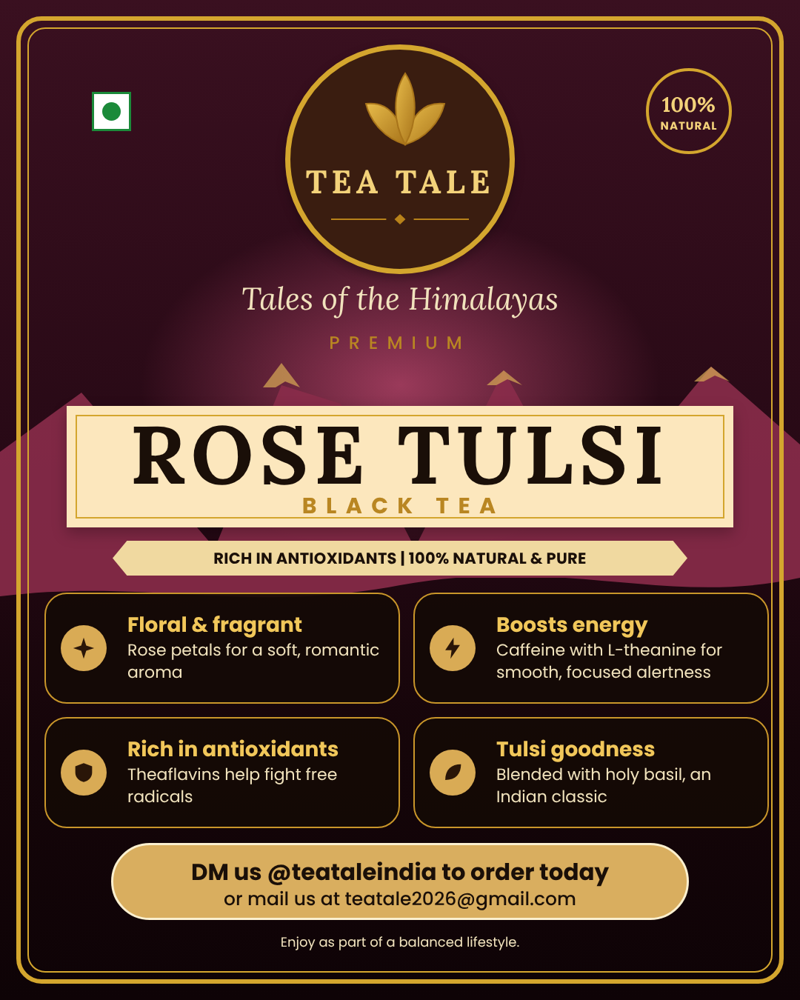 100%
NATURAL
TEA TALE
Tales of the Himalayas
PREMIUM
ROSE TULSI
BLACK TEA
RICH IN ANTIOXIDANTS | 100% NATURAL & PURE
Floral & fragrant
Rose petals for a soft, romantic
aroma
Boosts energy
Caffeine with L-theanine for
smooth, focused alertness
Rich in antioxidants
Theaflavins help fight free
radicals
Tulsi goodness
Blended with holy basil, an
Indian classic
DM us @teataleindia to order today
or mail us at teatale2026@gmail.com
Enjoy as part of a balanced lifestyle.